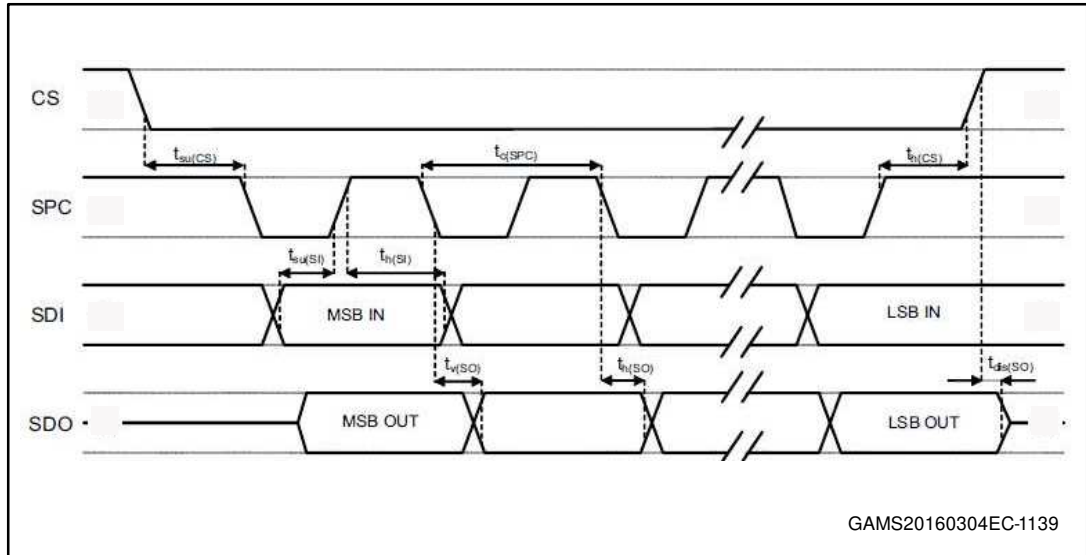 CS
t_su(CS) t_c(SPC) t_h(CS)
SPC
t_su(SI) t_h(SI)
SDI MSB IN LSB IN
t_v(SO) t_h(SO) t_dis(SO)
SDO MSB OUT LSB OUT
GAMS20160304EC-1139